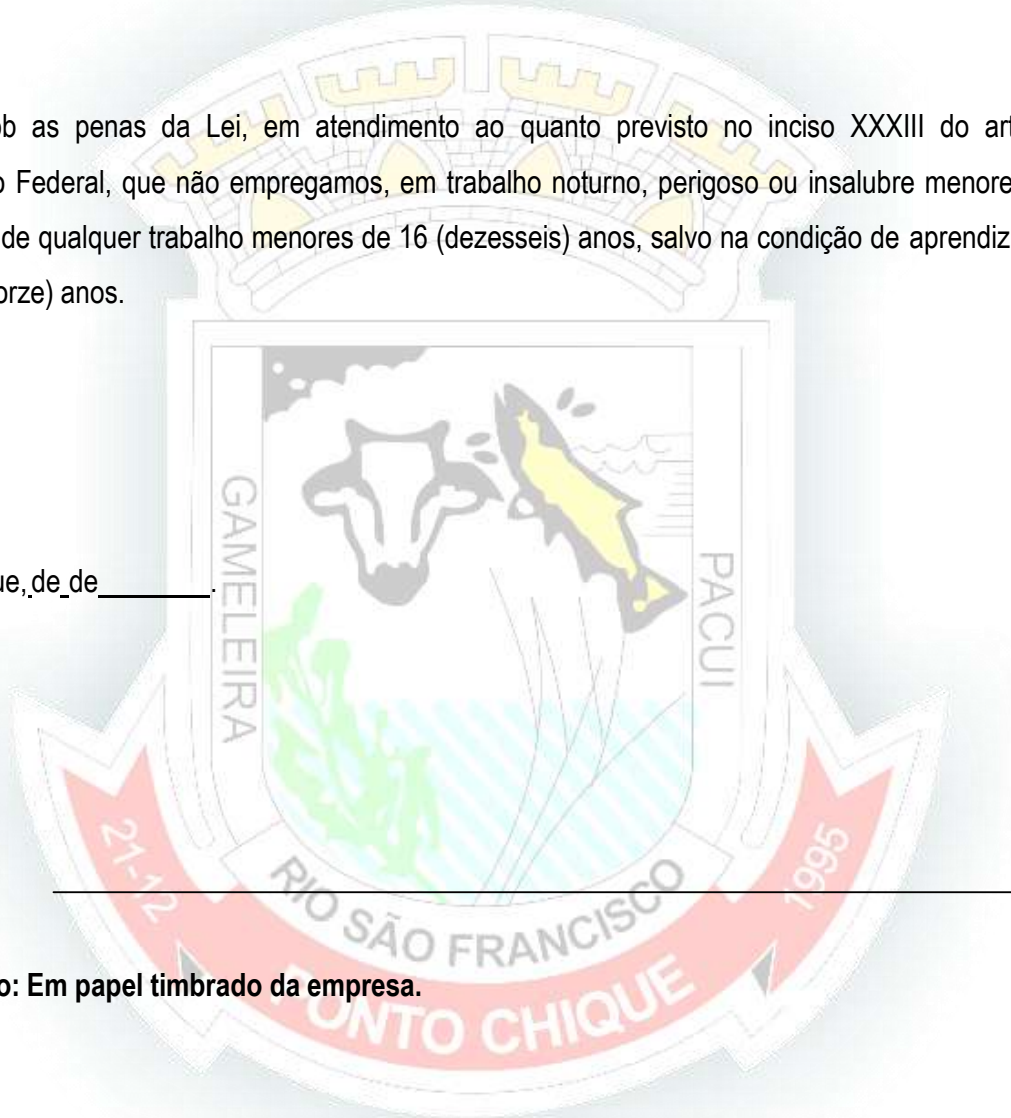 ob as penas da Lei, em atendimento ao quanto previsto no inciso XXXIII do art
o Federal, que não empregamos, em trabalho noturno, perigoso ou insalubre menore
de qualquer trabalho menores de 16 (dezesseis) anos, salvo na condição de aprendiz
orze) anos.
GAMELEIRA
PACUI
ue, de de ________.
21-12
1995
RIO SÃO FRANCISCO
o: Em papel timbrado da empresa.
PONTO CHIQUE